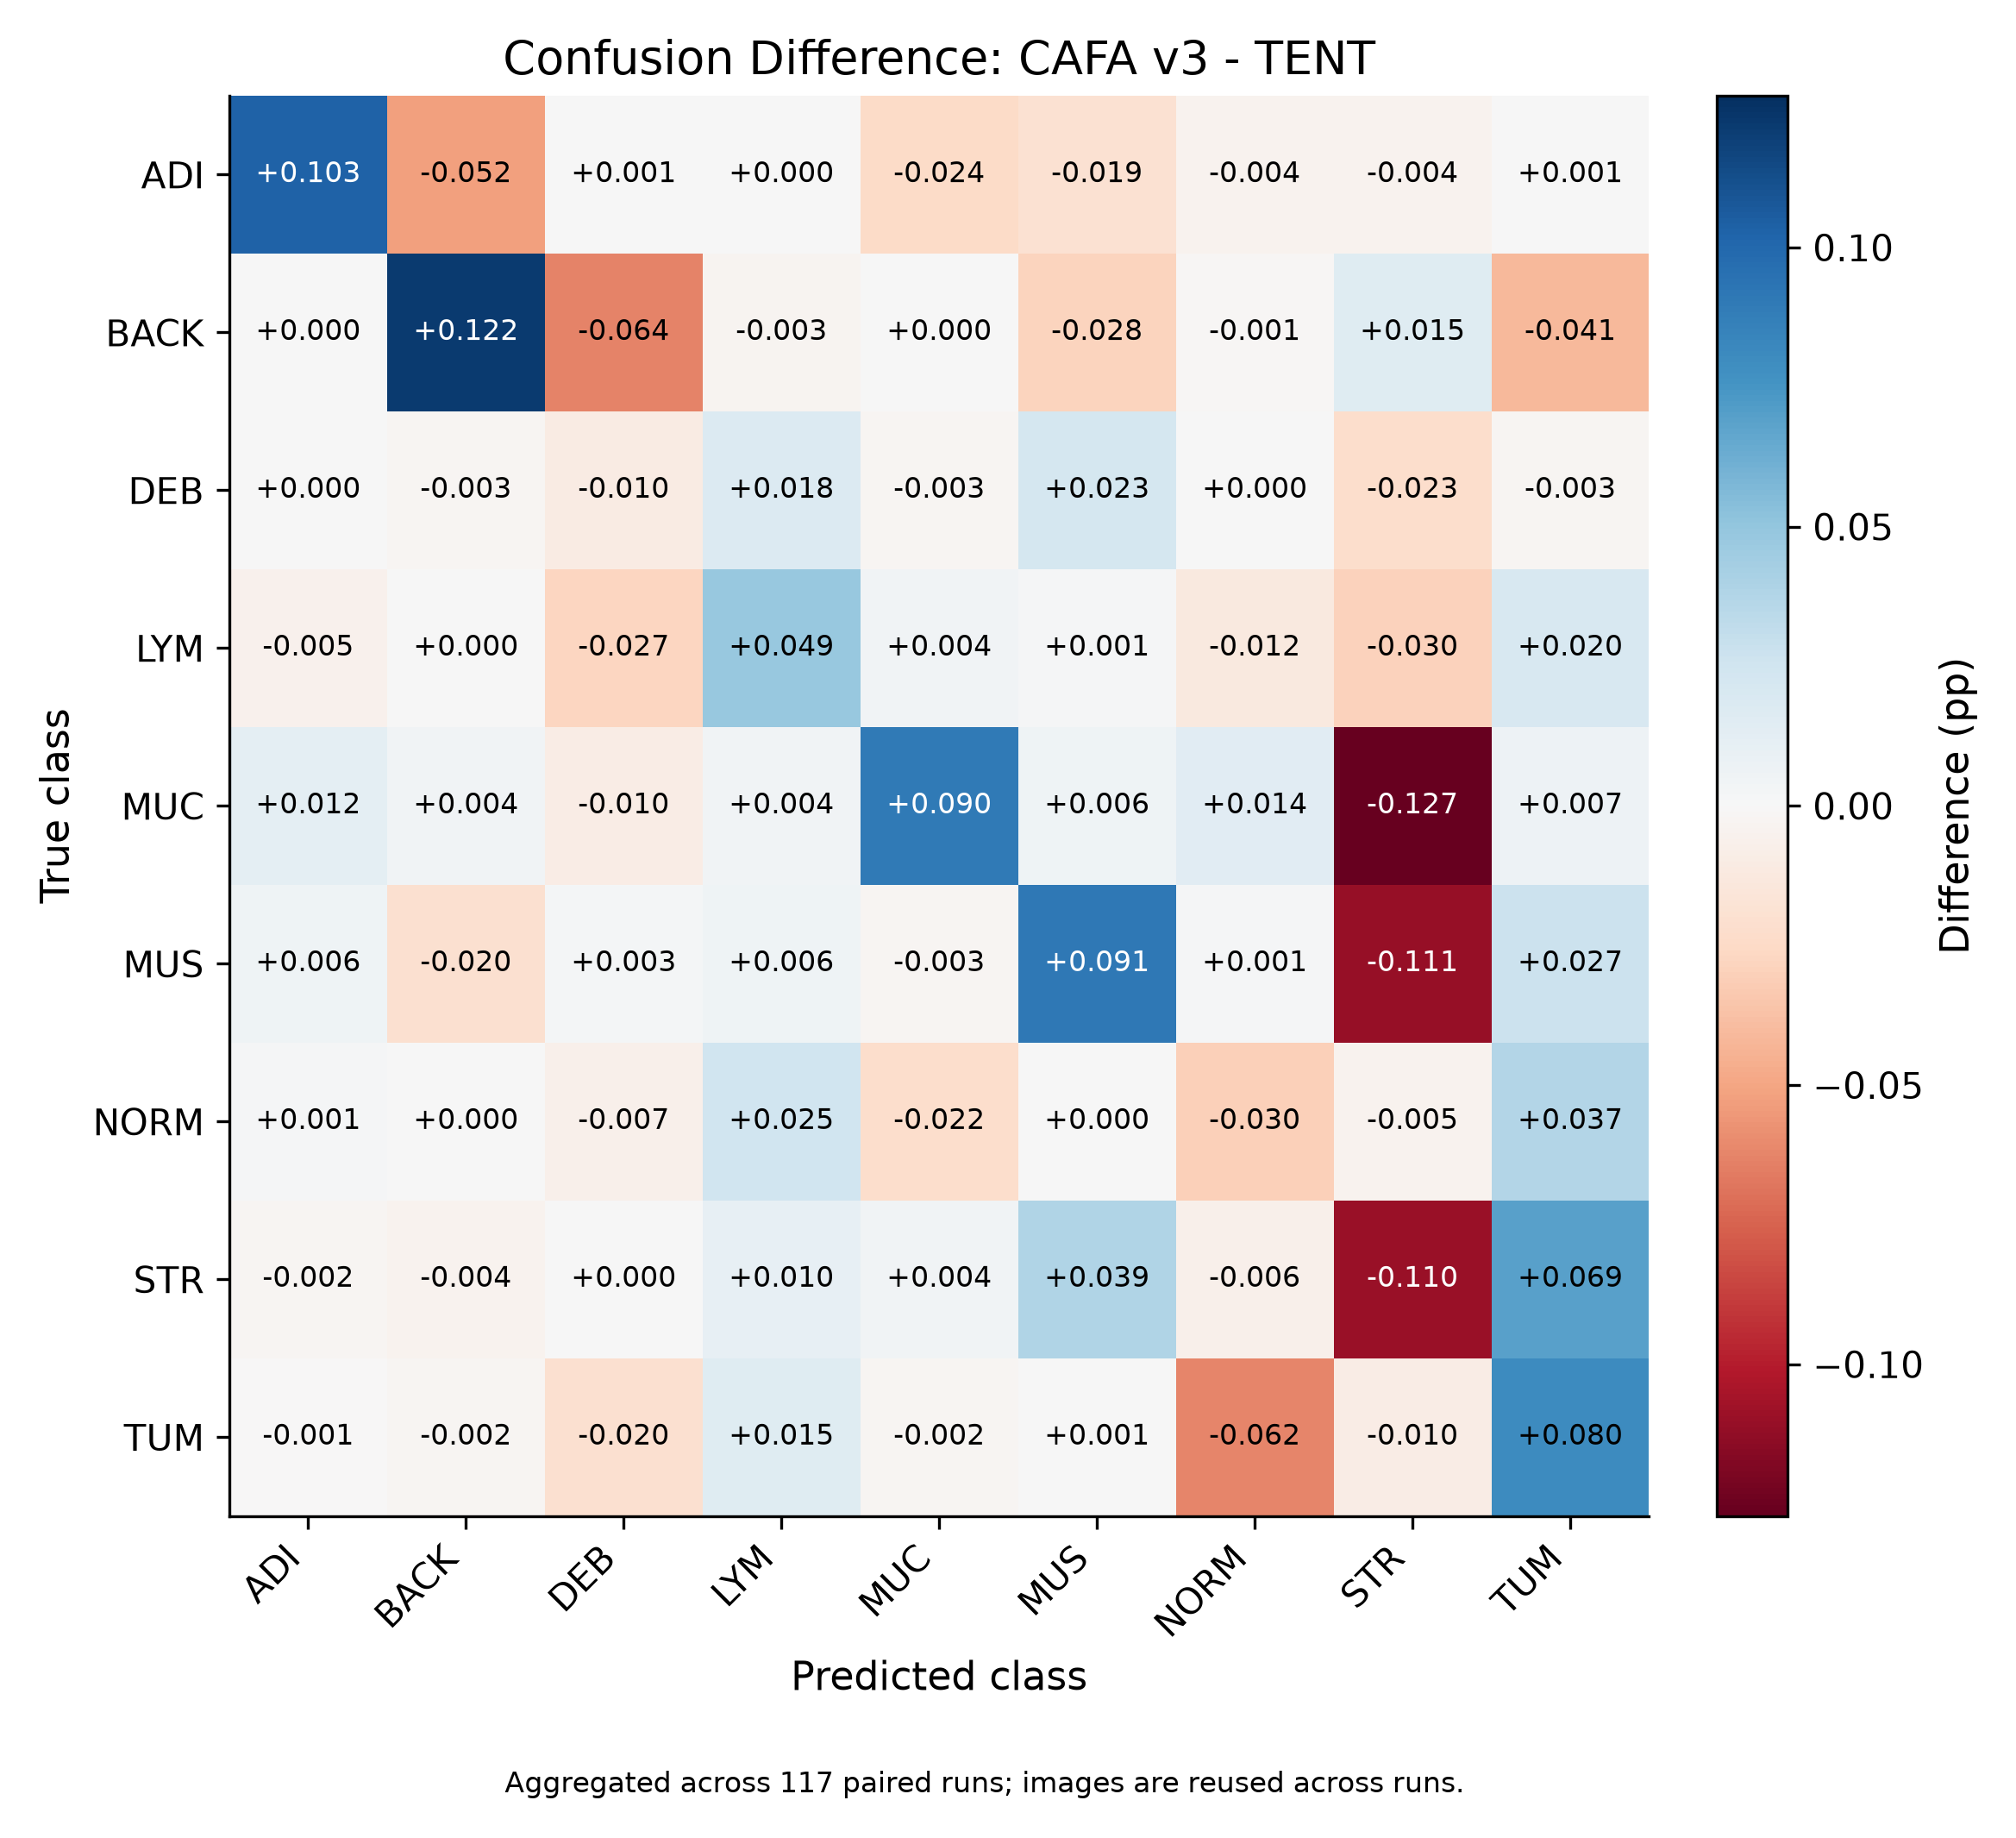 Confusion Difference: CAFA v3 - TENT
ADI +0.103 -0.052 +0.001 +0.000 -0.024 -0.019 -0.004 -0.004 +0.001
BACK +0.000 +0.122 -0.064 -0.003 +0.000 -0.028 -0.001 +0.015 -0.041
DEB +0.000 -0.003 -0.010 +0.018 -0.003 +0.023 +0.000 -0.023 -0.003
LYM -0.005 +0.000 -0.027 +0.049 +0.004 +0.001 -0.012 -0.030 +0.020
MUC +0.012 +0.004 -0.010 +0.004 +0.090 +0.006 +0.014 -0.127 +0.007
MUS +0.006 -0.020 +0.003 +0.006 -0.003 +0.091 +0.001 -0.111 +0.027
NORM +0.001 +0.000 -0.007 +0.025 -0.022 +0.000 -0.030 -0.005 +0.037
STR -0.002 -0.004 +0.000 +0.010 +0.004 +0.039 -0.006 -0.110 +0.069
TUM -0.001 -0.002 -0.020 +0.015 -0.002 +0.001 -0.062 -0.010 +0.080
ADI BACK DEB LYM MUC MUS NORM STR TUM
Predicted class
True class
0.10
0.05
0.00
−0.05
−0.10
Difference (pp)
Aggregated across 117 paired runs; images are reused across runs.